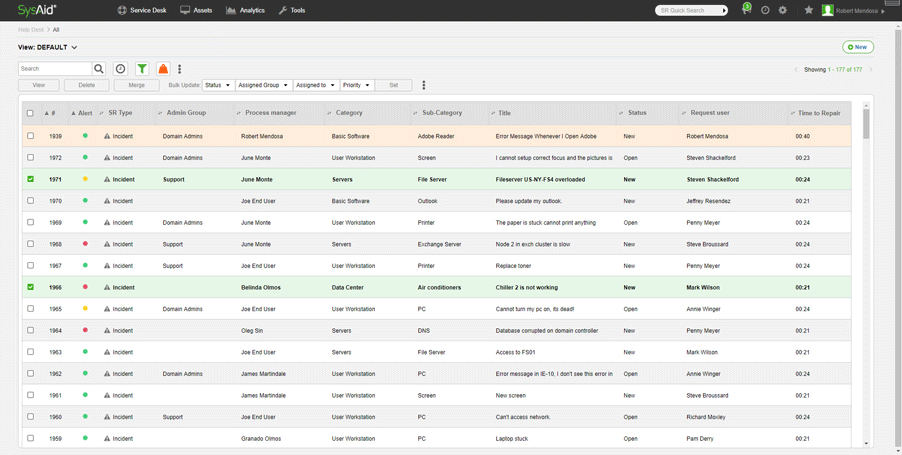 SysAid Service Desk Assets Analytics Tools SR Quick Search 3 Robert Mendosa
Help Desk > All
View: DEFAULT New
Search Showing 1 - 177 of 177
View Delete Merge Bulk Update: Status Assigned Group Assigned to Priority Set
# Alert SR Type Admin Group Process manager Category Sub-Category Title Status Request user Time to Repair
1939 Incident Domain Admins Robert Mendosa Basic Software Adobe Reader Error Message Whenever I Open Adobe New Robert Mendosa 00:40
1972 Incident Domain Admins June Monte User Workstation Screen I cannot setup correct focus and the pictures is Open Steven Shackelford 00:23
1971 Incident Support June Monte Servers File Server Fileserver US-NY-FS4 overloaded New Steven Shackelford 00:24
1970 Incident Joe End User Basic Software Outlook Please update my outlook. New Jeffrey Resendez 00:21
1969 Incident Domain Admins June Monte User Workstation Printer The paper is stuck cannot print anything Open Penny Meyer 00:24
1968 Incident Support June Monte Servers Exchange Server Node 2 in exch cluster is slow New Steve Broussard 00:24
1967 Incident Support Joe End User User Workstation Printer Replace toner New Penny Meyer 00:24
1966 Incident Belinda Olmos Data Center Air conditioners Chiller 2 is not working New Mark Wilson 00:21
1965 Incident Domain Admins Joe End User User Workstation PC Cannot turn my pc on, its dead! Open Annie Winger 00:24
1964 Incident Oleg Sin Servers DNS Database corrupted on domain controller New Penny Meyer 00:21
1963 Incident Joe End User Servers File Server Access to FS01 New Mark Wilson 00:21
1962 Incident Domain Admins James Martindale User Workstation PC Error message in IE-10, I don't see this error in Open Annie Winger 00:24
1961 Incident James Martindale User Workstation Screen New screen New Steve Broussard 00:21
1960 Incident Support Joe End User User Workstation PC Can't access network. Open Richard Moxley 00:24
1959 Incident Granado Olmos User Workstation PC Laptop stuck Open Pam Derry 00:21